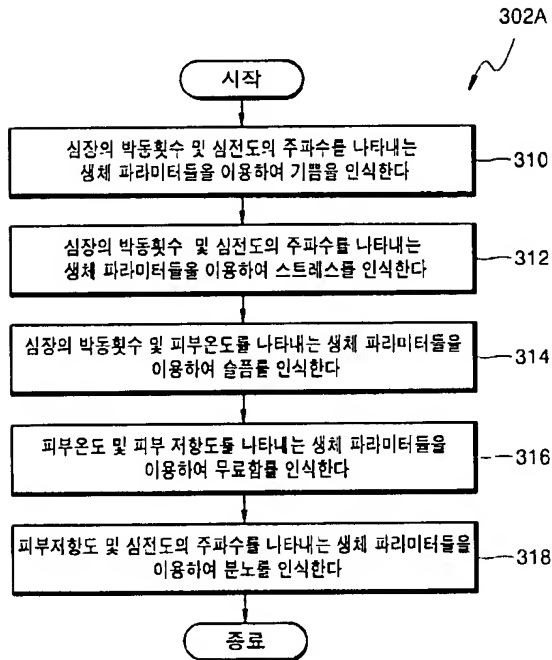 302A
시작
심장의 박동횟수 및 심전도의 주파수를 나타내는
생체 파라미터들을 이용하여 기쁨을 인식한다
310
심장의 박동횟수 및 심전도의 주파수를 나타내는
생체 파라미터들을 이용하여 스트레스를 인식한다
312
심장의 박동횟수 및 피부온도를 나타내는 생체 파라미터들을
이용하여 슬픔를 인식한다
314
피부온도 및 피부 저항도를 나타내는 생체 파라미터들을
이용하여 무료함를 인식한다
316
피부저항도 및 심전도의 주파수를 나타내는 생체 파리미터들을
이용하여 분노를 인식한다
318
종료